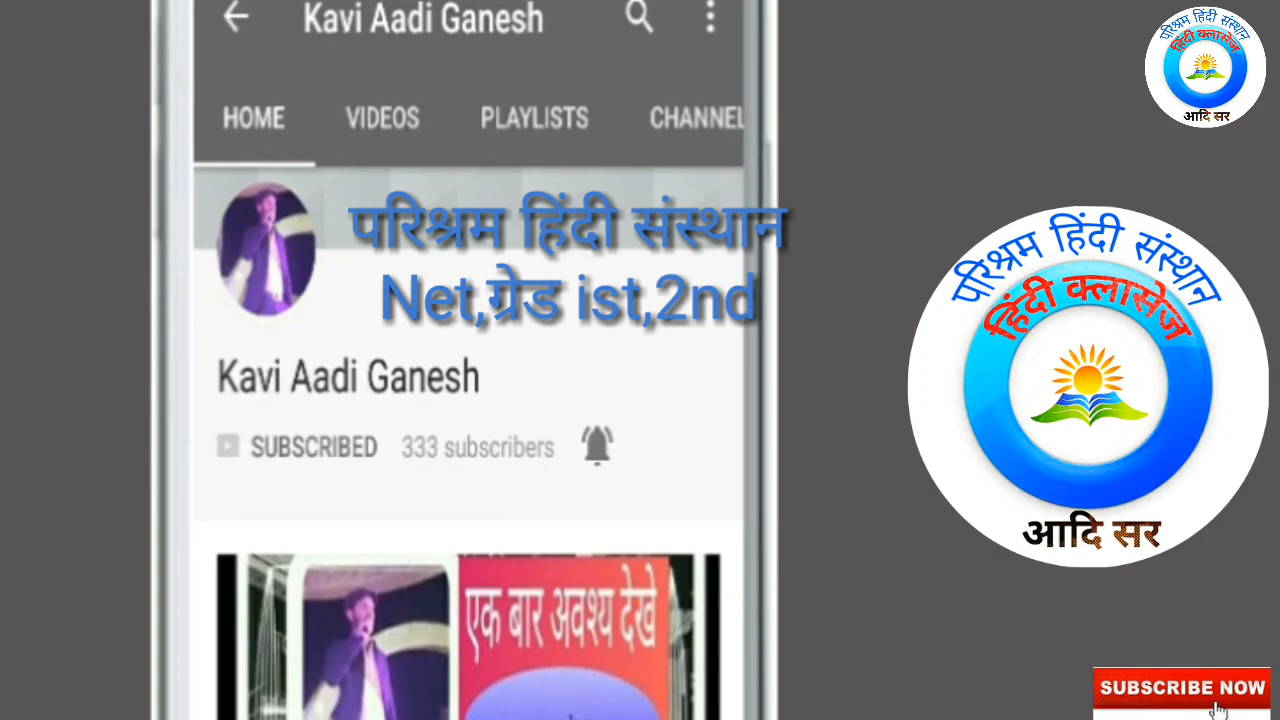 Kavi Aadi Ganesh
HOME VIDEOS PLAYLISTS CHANNEL
परिश्रम हिंदी संस्थान
Net,ग्रेड ist,2nd
Kavi Aadi Ganesh
SUBSCRIBED 333 subscribers
एक बार अवश्य देखे
परिश्रम हिंदी संस्थान
हिंदी क्लासेज
आदि सर
परिश्रम हिंदी संस्थान
हिंदी क्लासेज
आदि सर
SUBSCRIBE NOW